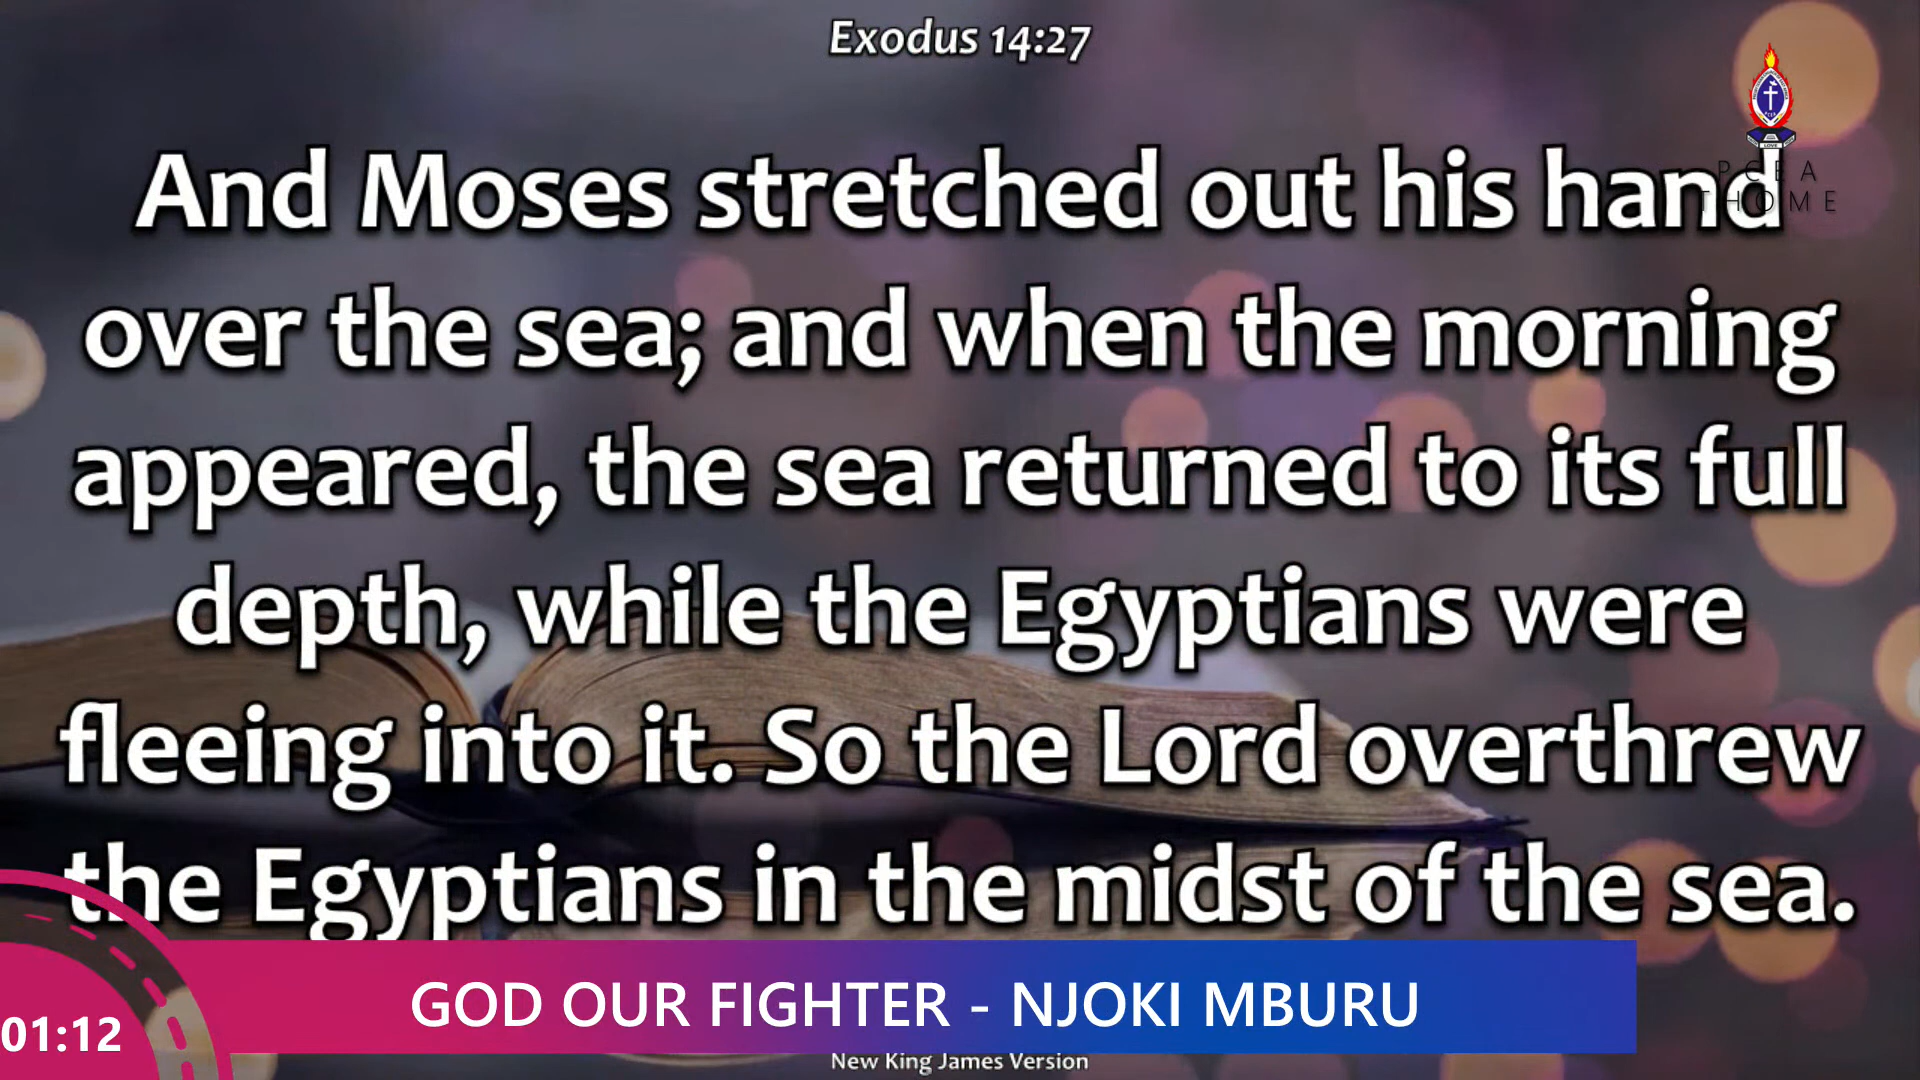 Exodus 14:27
And Moses stretched out his hand
over the sea; and when the morning
appeared, the sea returned to its full
depth, while the Egyptians were
fleeing into it. So the Lord overthrew
the Egyptians in the midst of the sea.
PCEA
THOME
GOD OUR FIGHTER - NJOKI MBURU
01:12
New King James Version